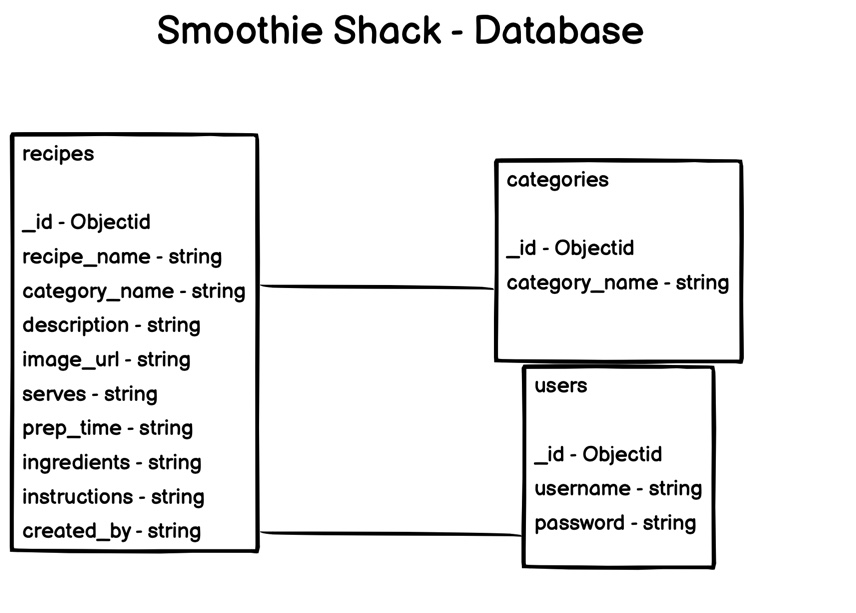 Smoothie Shack - Database
recipes
_id - Objectid
recipe_name - string
category_name - string
description - string
image_url - string
serves - string
prep_time - string
ingredients - string
instructions - string
created_by - string
categories
_id - Objectid
category_name - string
users
_id - Objectid
username - string
password - string